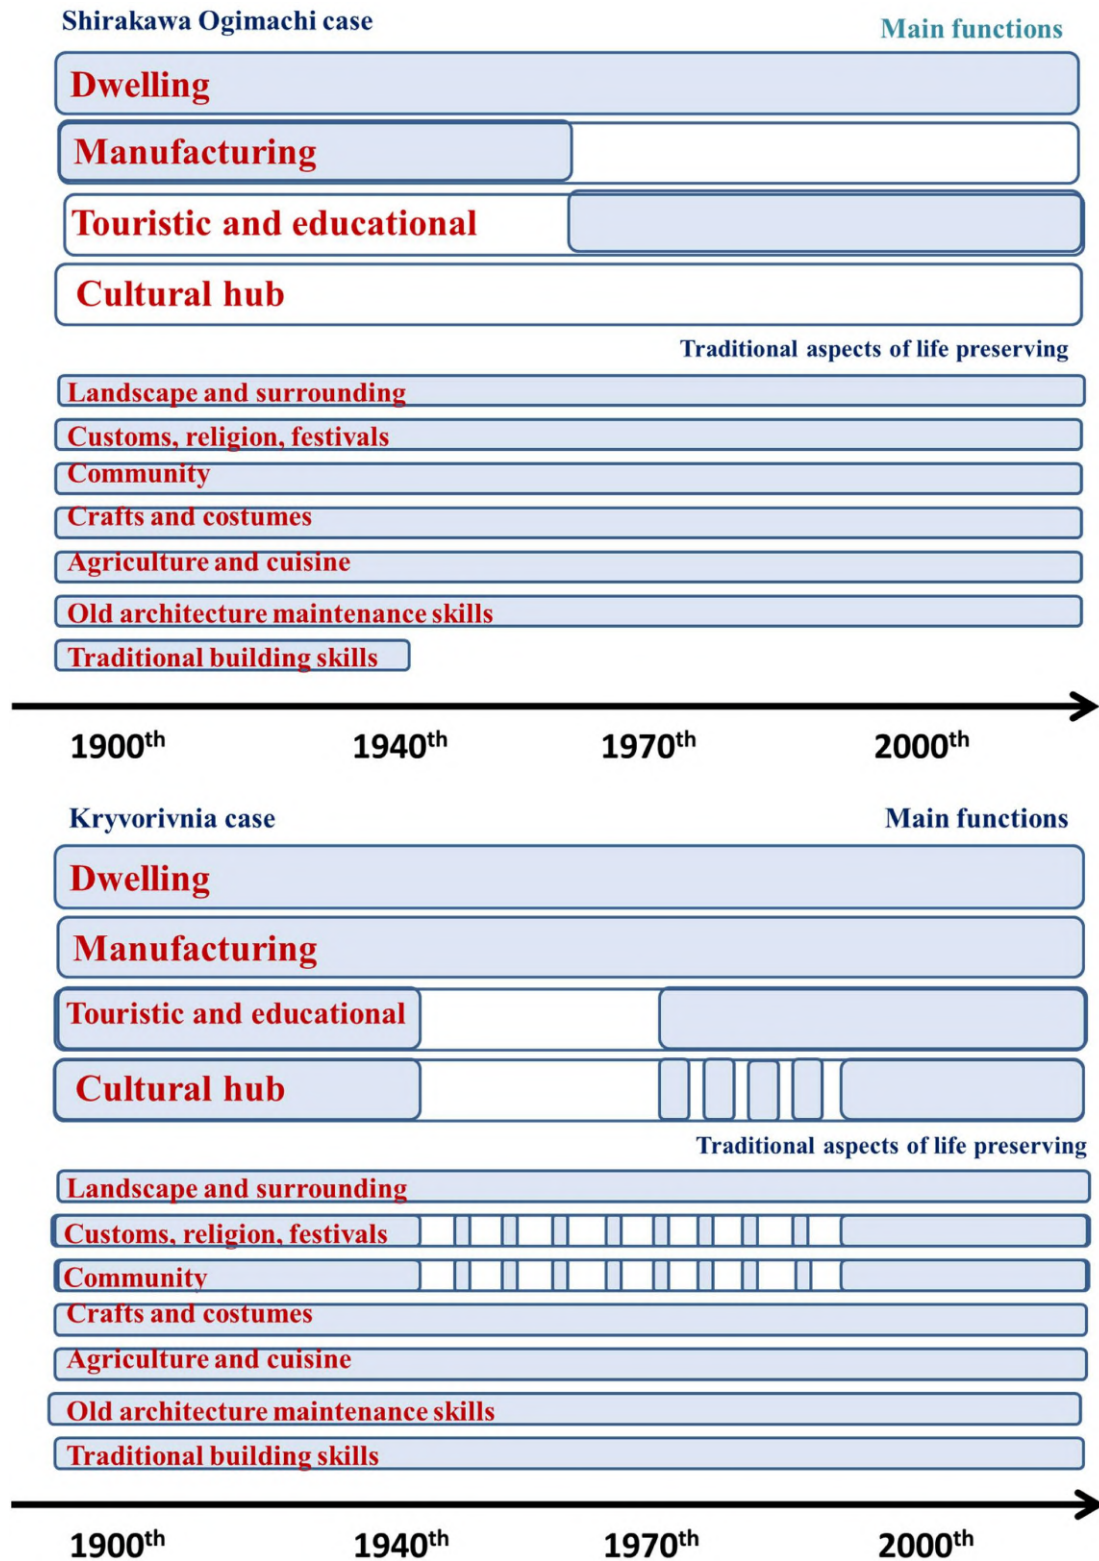 Shirakawa Ogimachi case
Main functions
Dwelling
Manufacturing
Touristic and educational
Cultural hub
Traditional aspects of life preserving
Landscape and surrounding
Customs, religion, festivals
Community
Crafts and costumes
Agriculture and cuisine
Old architecture maintenance skills
Traditional building skills
1900th 1940th 1970th 2000th
Kryvorivnia case
Main functions
Dwelling
Manufacturing
Touristic and educational
Cultural hub
Traditional aspects of life preserving
Landscape and surrounding
Customs, religion, festivals
Community
Crafts and costumes
Agriculture and cuisine
Old architecture maintenance skills
Traditional building skills
1900th 1940th 1970th 2000th